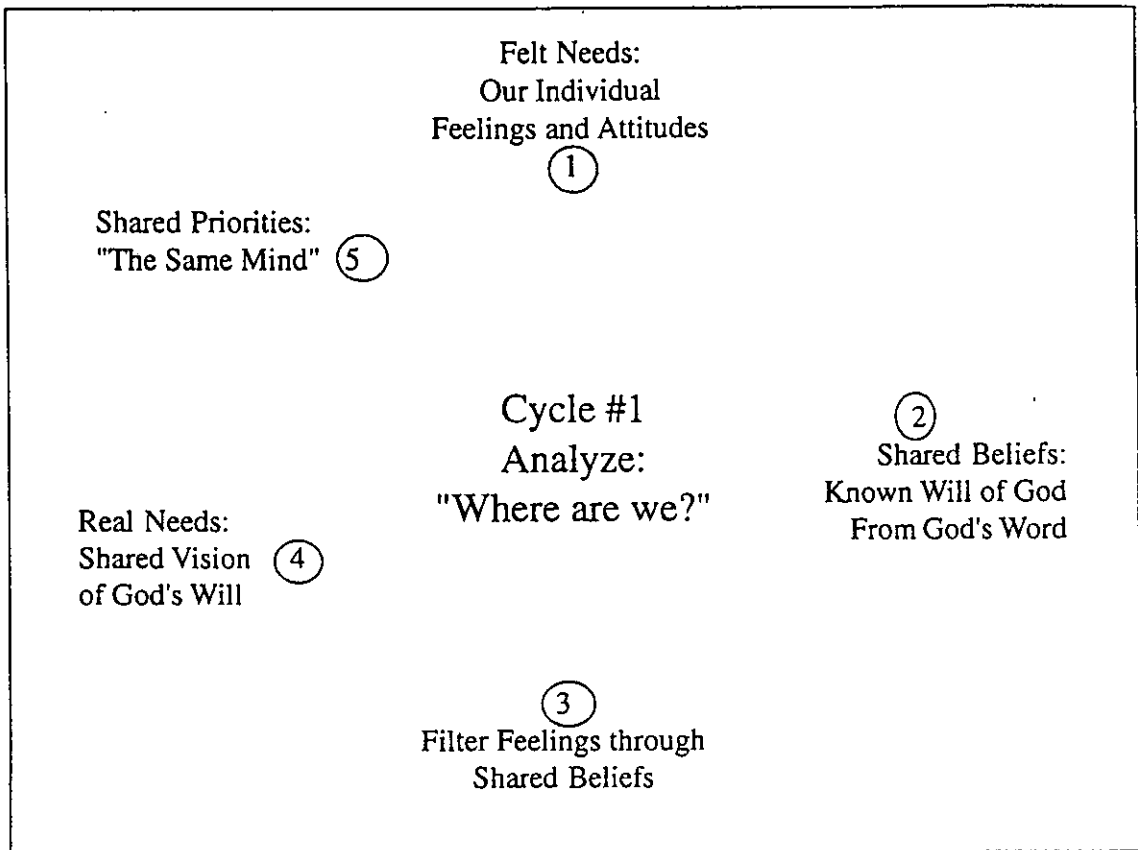 Felt Needs:
Our Individual
Feelings and Attitudes
1
Shared Priorities:
"The Same Mind" 5
Cycle #1
Analyze:
"Where are we?"
2
Shared Beliefs:
Known Will of God
From God's Word
Real Needs:
Shared Vision 4
of God's Will
3
Filter Feelings through
Shared Beliefs